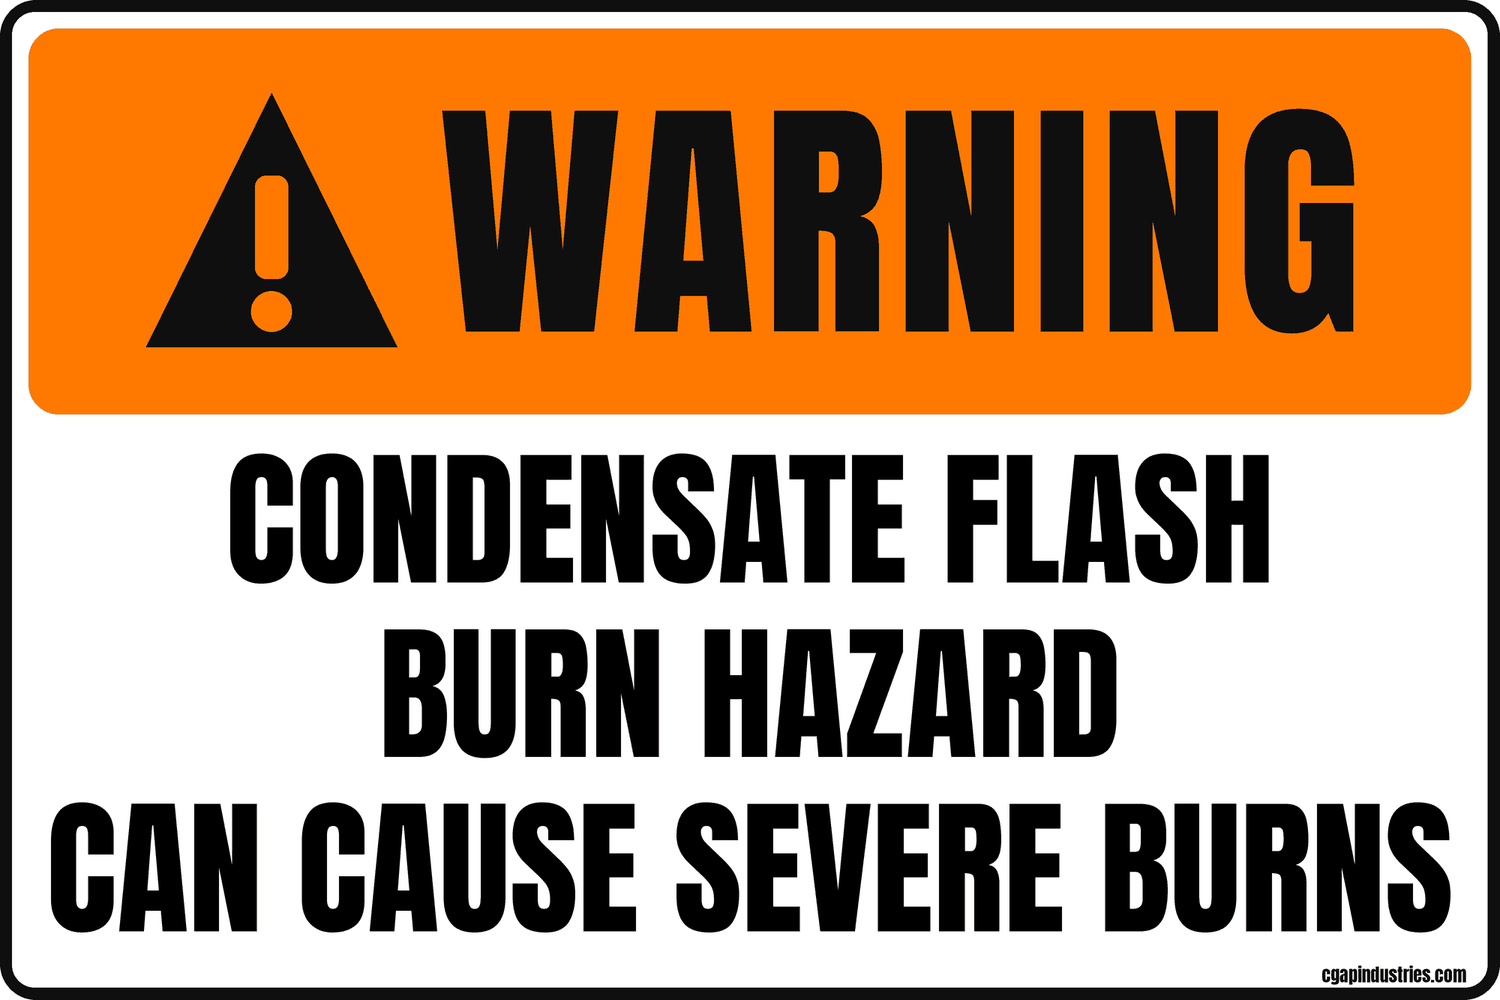 WARNING
CONDENSATE FLASH
BURN HAZARD
CAN CAUSE SEVERE BURNS
cgapindustries.com